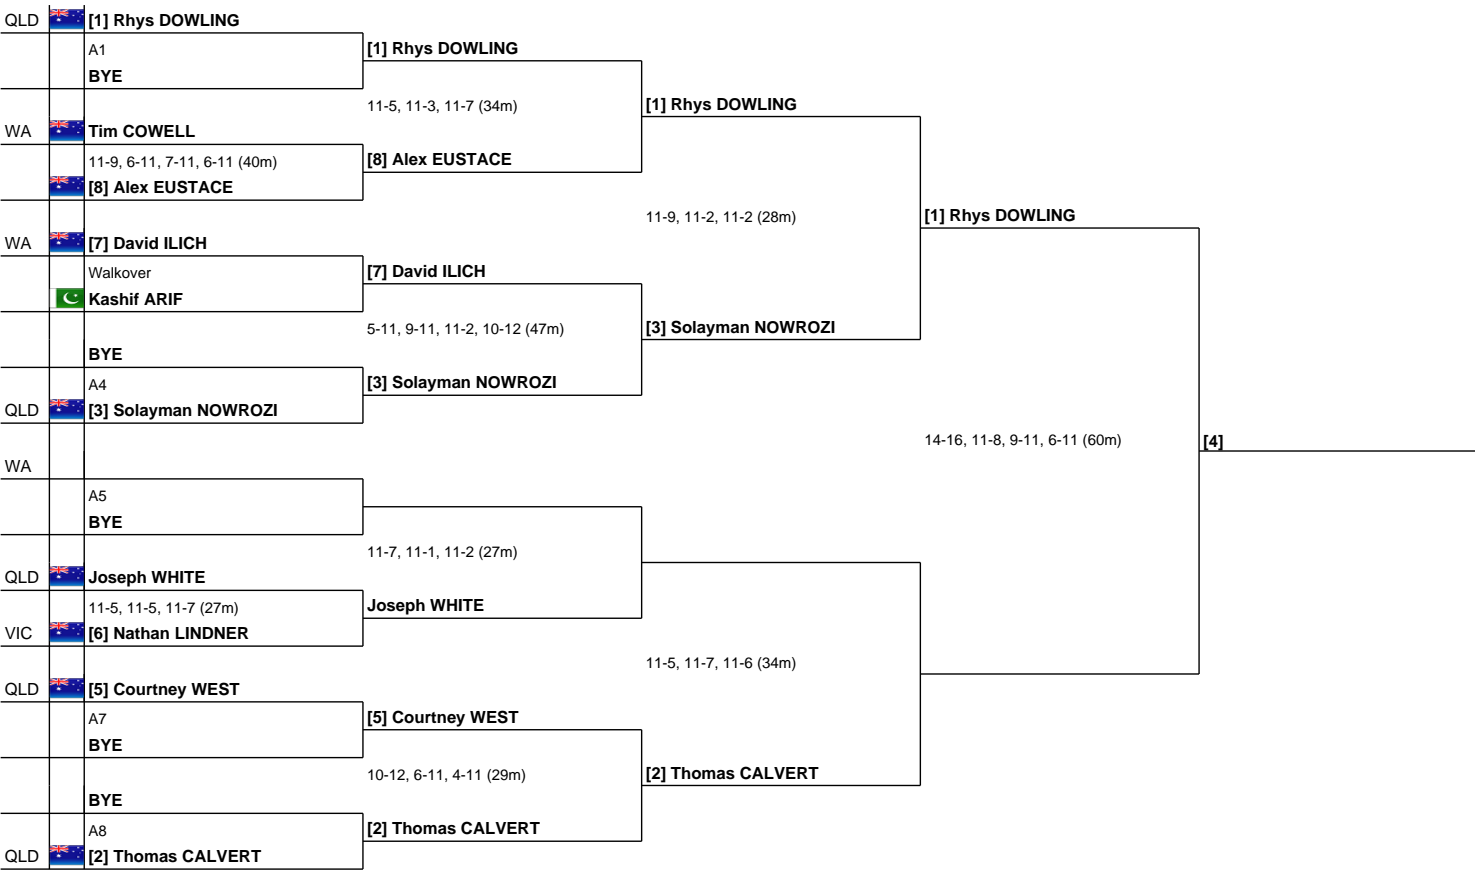 QLD [1] Rhys DOWLING
A1
BYE
[1] Rhys DOWLING
11-5, 11-3, 11-7 (34m)
[1] Rhys DOWLING
WA Tim COWELL
11-9, 6-11, 7-11, 6-11 (40m)
[8] Alex EUSTACE
[8] Alex EUSTACE
11-9, 11-2, 11-2 (28m)
[1] Rhys DOWLING
WA [7] David ILICH
Walkover
Kashif ARIF
[7] David ILICH
5-11, 9-11, 11-2, 10-12 (47m)
[3] Solayman NOWROZI
BYE
A4
QLD [3] Solayman NOWROZI
[3] Solayman NOWROZI
14-16, 11-8, 9-11, 6-11 (60m)
[4]
WA
A5
BYE
11-7, 11-1, 11-2 (27m)
QLD Joseph WHITE
11-5, 11-5, 11-7 (27m)
VIC [6] Nathan LINDNER
Joseph WHITE
11-5, 11-7, 11-6 (34m)
QLD [5] Courtney WEST
A7
BYE
[5] Courtney WEST
10-12, 6-11, 4-11 (29m)
[2] Thomas CALVERT
BYE
A8
QLD [2] Thomas CALVERT
[2] Thomas CALVERT